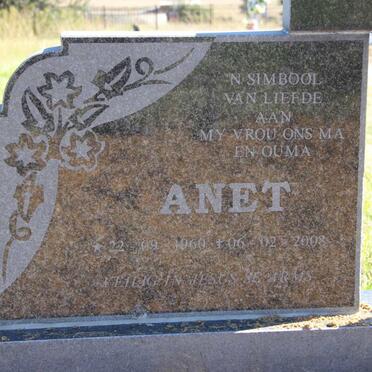 'N SIMBOOL
VAN LIEFDE
AAN
MY VROU ONS MA
EN OUMA
ANET
* 22 - 09 - 1960 + 06 - 02 - 2008
VEILIG IN JESUS SE ARMS